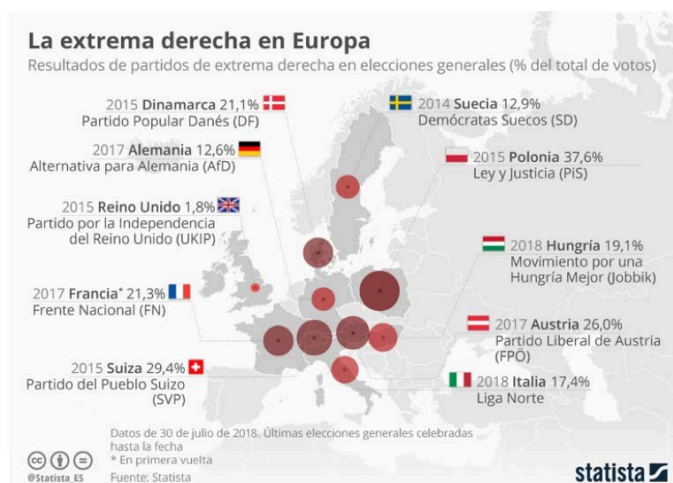 La extrema derecha en Europa
Resultados de partidos de extrema derecha en elecciones generales (% del total de votos)
2015 Dinamarca 21,1%
Partido Popular Danés (DF)
2017 Alemania 12,6%
Alternativa para Alemania (AfD)
2015 Reino Unido 1,8%
Partido por la Independencia
del Reino Unido (UKIP)
2017 Francia* 21,3%
Frente Nacional (FN)
2015 Suiza 29,4%
Partido del Pueblo Suizo
(SVP)
2014 Suecia 12,9%
Demócratas Suecos (SD)
2015 Polonia 37,6%
Ley y Justicia (PiS)
2018 Hungría 19,1%
Movimiento por una
Hungría Mejor (Jobbik)
2017 Austria 26,0%
Partido Liberal de Austria
(FPÖ)
2018 Italia 17,4%
Liga Norte
Datos de 30 de julio de 2018. Últimas elecciones generales celebradas
hasta la fecha
* En primera vuelta
Fuente: Statista
cc
@Statista_ES
statista